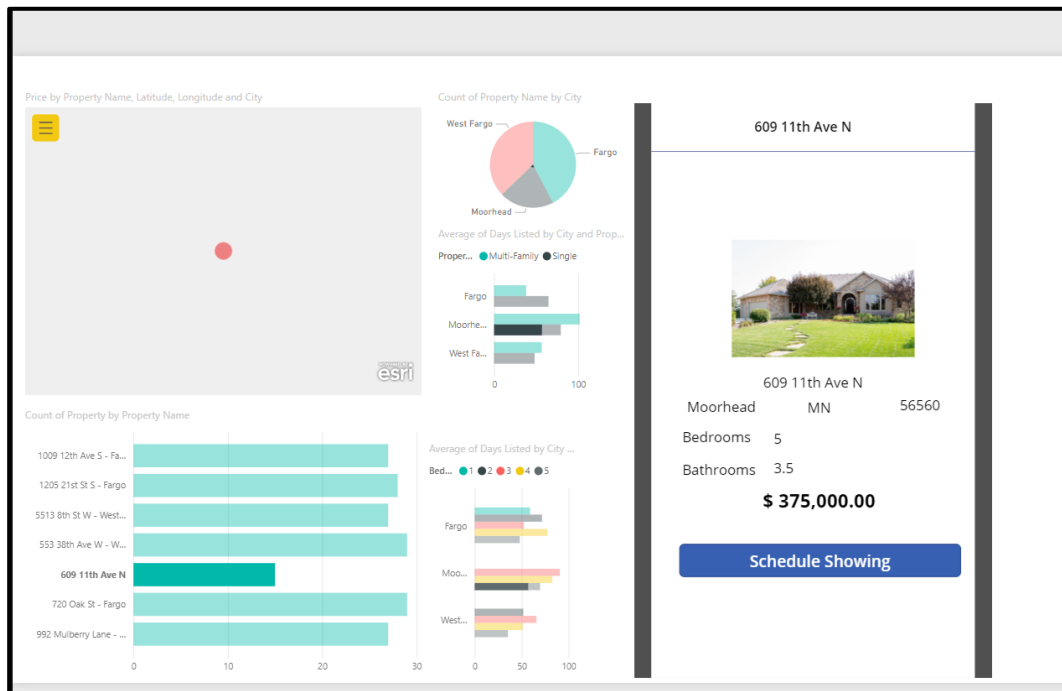 Price by Property Name, Latitude, Longitude and City
esri
Count of Property Name by City
West Fargo
Fargo
Moorhead
Average of Days Listed by City and Prop...
Proper... Multi-Family Single
Fargo
Moorhe...
West Fa...
0 100
Count of Property by Property Name
1009 12th Ave S - Fa...
1205 21st St S - Fargo
5513 8th St W - West...
553 38th Ave W - W...
609 11th Ave N
720 Oak St - Fargo
992 Mulberry Lane - ...
0 10 20 30
Average of Days Listed by City ...
Bed... 1 2 3 4 5
Fargo
Moo...
West...
0 50 100
609 11th Ave N
609 11th Ave N
Moorhead MN 56560
Bedrooms 5
Bathrooms 3.5
$ 375,000.00
Schedule Showing